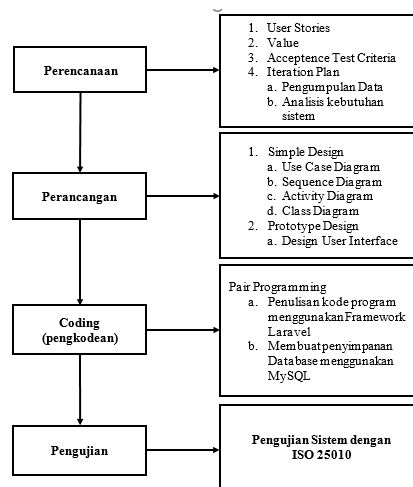 Perencanaan
1. User Stories
2. Value
3. Acceptence Test Criteria
4. Iteration Plan
a. Pengumpulan Data
b. Analisis kebutuhan
sistem
Perancangan
1. Simple Design
a. Use Case Diagram
b. Sequence Diagram
c. Activity Diagram
d. Class Diagram
2. Prototype Design
a. Design User Interface
Coding
(pengkodean)
Pair Programming
a. Penulisan kode program
menggunakan Framework
Laravel
b. Membuat penyimpanan
Database menggunakan
MySQL
Pengujian
Pengujian Sistem dengan
ISO 25010